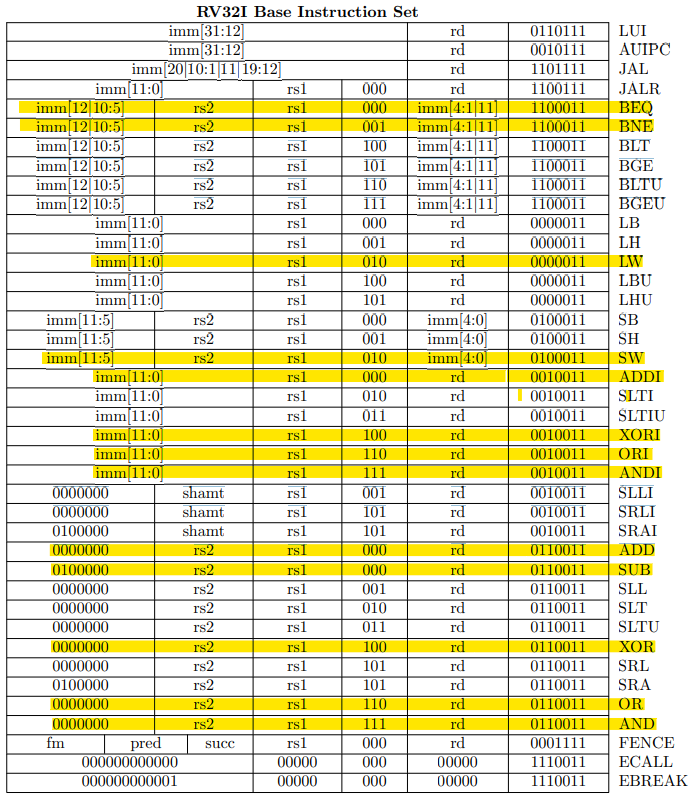 RV32I Base Instruction Set
imm[31:12] rd 0110111 LUI
imm[31:12] rd 0010111 AUIPC
imm[20|10:1|11|19:12] rd 1101111 JAL
imm[11:0] rs1 000 rd 1100111 JALR
imm[12|10:5] rs2 rs1 000 imm[4:1|11] 1100011 BEQ
imm[12|10:5] rs2 rs1 001 imm[4:1|11] 1100011 BNE
imm[12|10:5] rs2 rs1 100 imm[4:1|11] 1100011 BLT
imm[12|10:5] rs2 rs1 101 imm[4:1|11] 1100011 BGE
imm[12|10:5] rs2 rs1 110 imm[4:1|11] 1100011 BLTU
imm[12|10:5] rs2 rs1 111 imm[4:1|11] 1100011 BGEU
imm[11:0] rs1 000 rd 0000011 LB
imm[11:0] rs1 001 rd 0000011 LH
imm[11:0] rs1 010 rd 0000011 LW
imm[11:0] rs1 100 rd 0000011 LBU
imm[11:0] rs1 101 rd 0000011 LHU
imm[11:5] rs2 rs1 000 imm[4:0] 0100011 SB
imm[11:5] rs2 rs1 001 imm[4:0] 0100011 SH
imm[11:5] rs2 rs1 010 imm[4:0] 0100011 SW
imm[11:0] rs1 000 rd 0010011 ADDI
imm[11:0] rs1 010 rd 0010011 SLTI
imm[11:0] rs1 011 rd 0010011 SLTIU
imm[11:0] rs1 100 rd 0010011 XORI
imm[11:0] rs1 110 rd 0010011 ORI
imm[11:0] rs1 111 rd 0010011 ANDI
0000000 shamt rs1 001 rd 0010011 SLLI
0000000 shamt rs1 101 rd 0010011 SRLI
0100000 shamt rs1 101 rd 0010011 SRAI
0000000 rs2 rs1 000 rd 0110011 ADD
0100000 rs2 rs1 000 rd 0110011 SUB
0000000 rs2 rs1 001 rd 0110011 SLL
0000000 rs2 rs1 010 rd 0110011 SLT
0000000 rs2 rs1 011 rd 0110011 SLTU
0000000 rs2 rs1 100 rd 0110011 XOR
0000000 rs2 rs1 101 rd 0110011 SRL
0100000 rs2 rs1 101 rd 0110011 SRA
0000000 rs2 rs1 110 rd 0110011 OR
0000000 rs2 rs1 111 rd 0110011 AND
fm pred succ rs1 000 rd 0001111 FENCE
000000000000 00000 000 00000 1110011 ECALL
000000000001 00000 000 00000 1110011 EBREAK